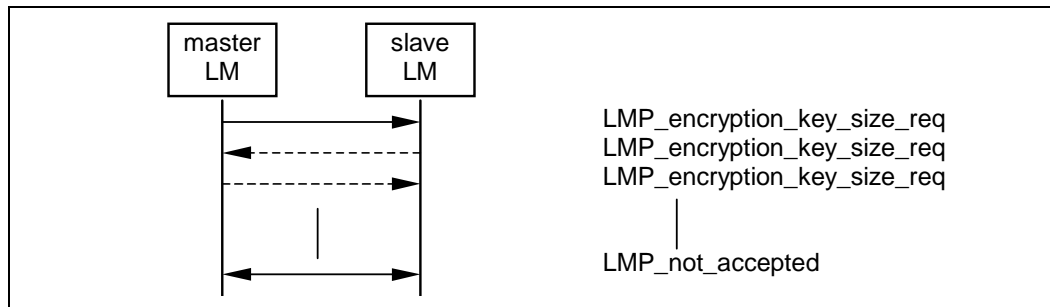 master
LM
slave
LM
LMP_encryption_key_size_req
LMP_encryption_key_size_req
LMP_encryption_key_size_req
LMP_not_accepted